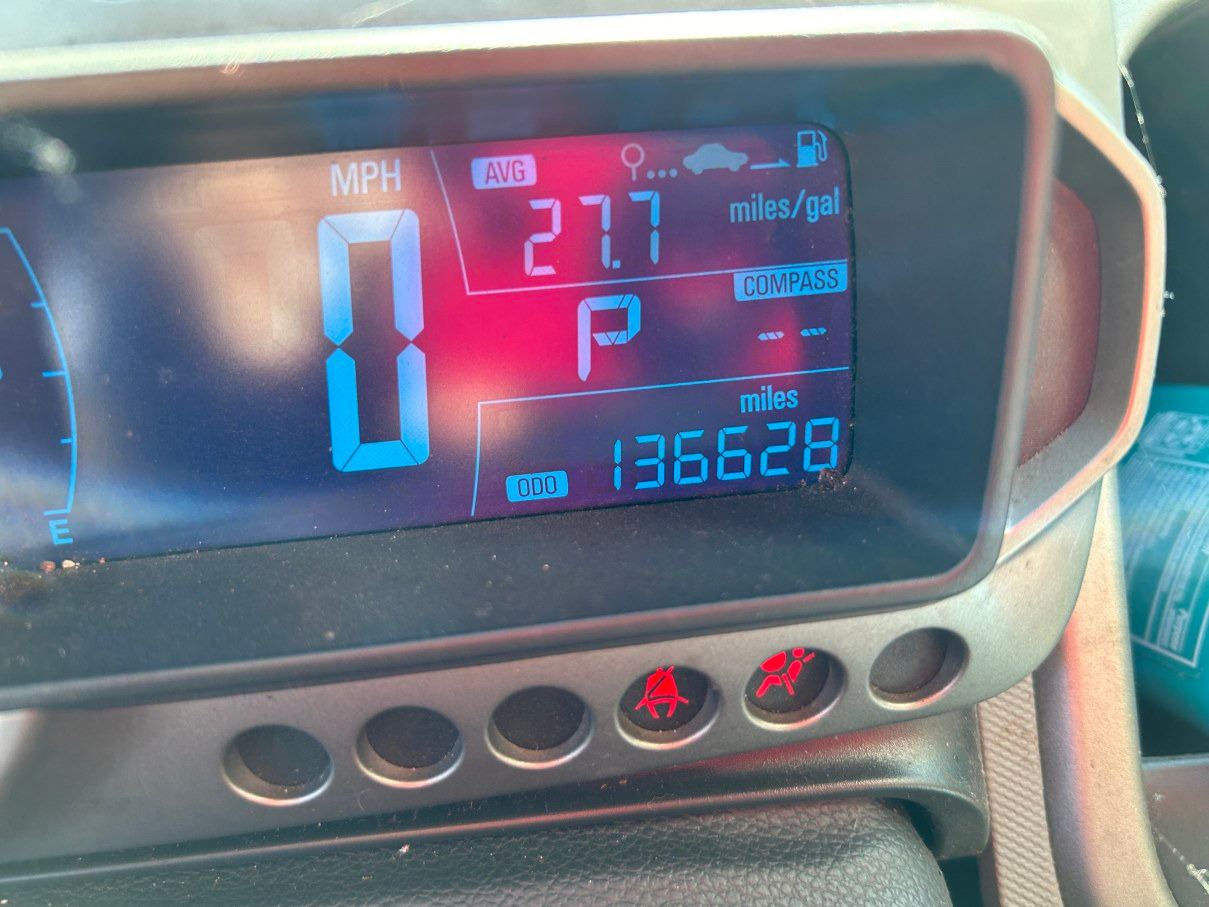 MPH
0
AVG
27.7 miles/gal
COMPASS
P --
miles
ODO 136628
E